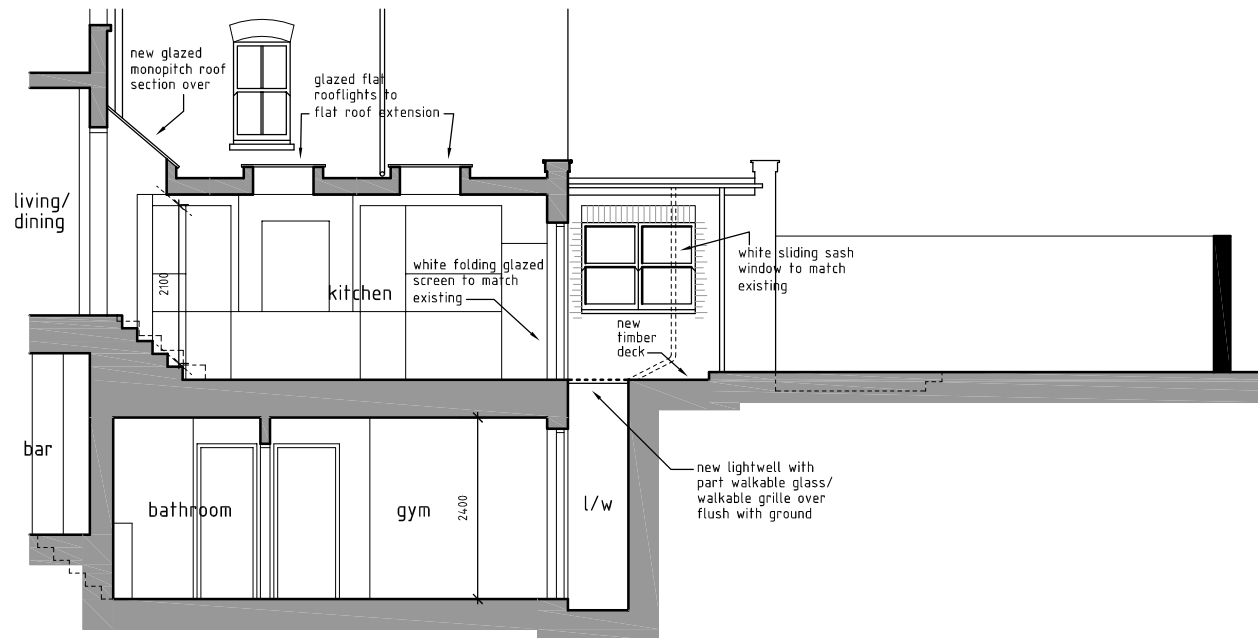 new glazed
monopitch roof
section over
glazed flat
rooflights to
flat roof extension
living/
dining
2100
kitchen
white folding glazed
screen to match
existing
white sliding sash
window to match
existing
new
timber
deck
bar
bathroom
gym
2400
l/w
new lightwell with
part walkable glass/
walkable grille over
flush with ground